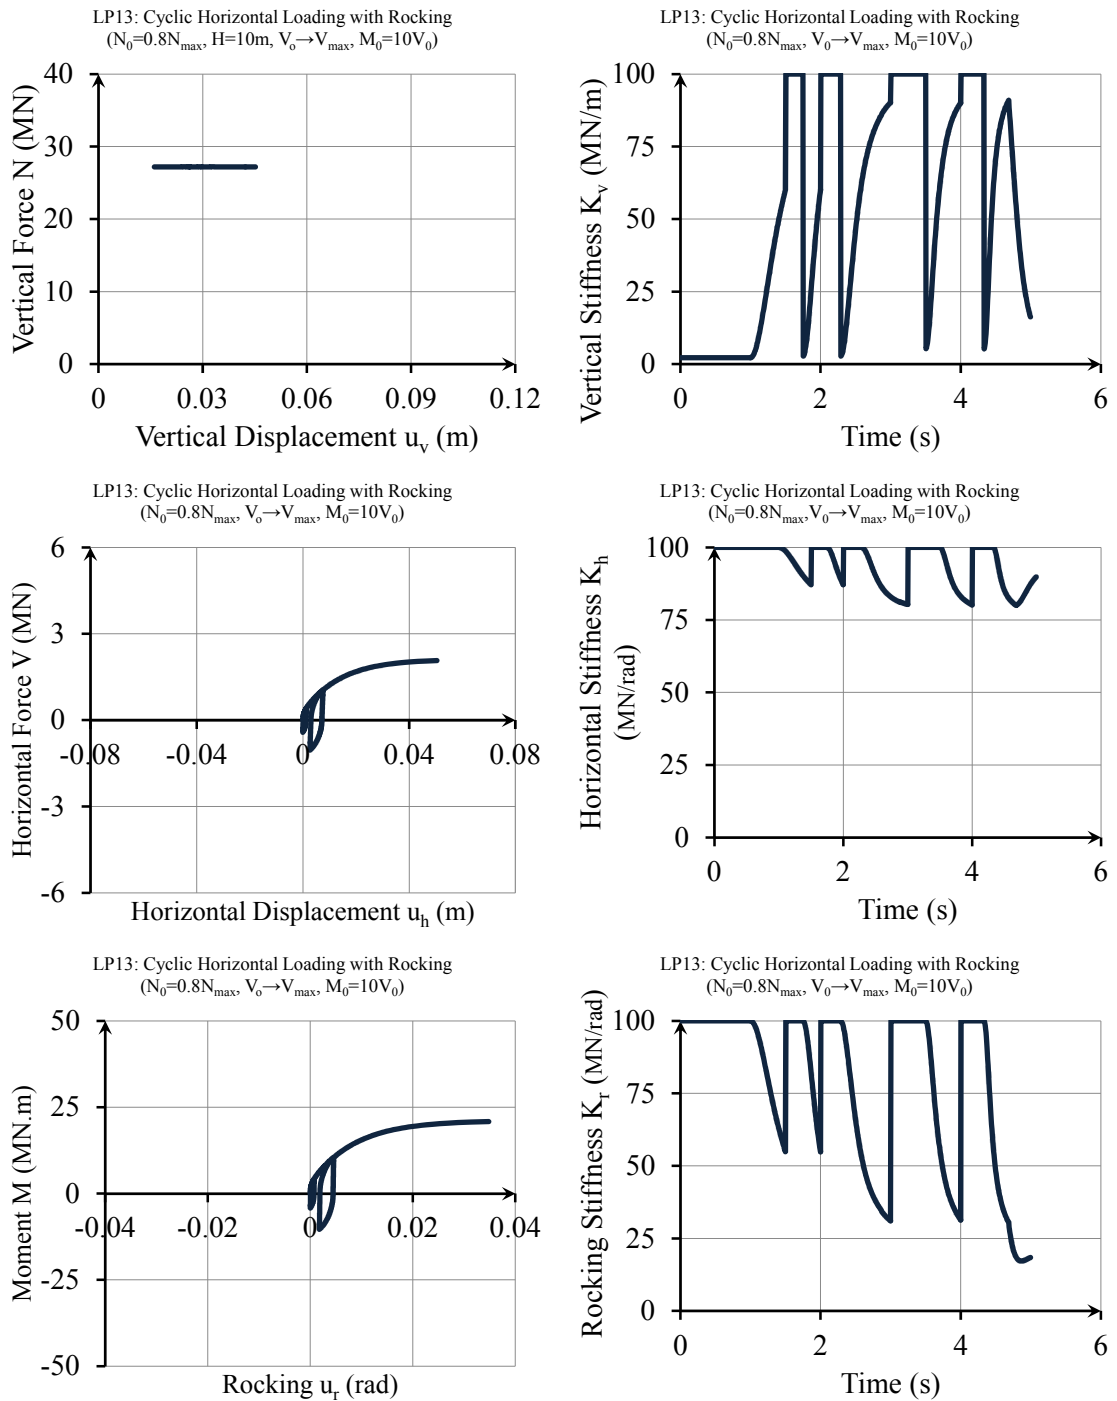 LP13: Cyclic Horizontal Loading with Rocking
(N₀=0.8Nₘₐₓ, H=10m, Vₒ→Vₘₐₓ, M₀=10V₀)
Vertical Force N (MN)
40
30
20
10
0
0 0.03 0.06 0.09 0.12
Vertical Displacement uᵥ (m)
LP13: Cyclic Horizontal Loading with Rocking
(N₀=0.8Nₘₐₓ, V₀→Vₘₐₓ, M₀=10V₀)
Vertical Stiffness Kᵥ (MN/m)
100
75
50
25
0
0 2 4 6
Time (s)
LP13: Cyclic Horizontal Loading with Rocking
(N₀=0.8Nₘₐₓ, Vₒ→Vₘₐₓ, M₀=10V₀)
Horizontal Force V (MN)
6
3
0
-3
-6
-0.08 -0.04 0 0.04 0.08
Horizontal Displacement uₕ (m)
LP13: Cyclic Horizontal Loading with Rocking
(N₀=0.8Nₘₐₓ,V₀→Vₘₐₓ, M₀=10V₀)
Horizontal Stiffness Kₕ
(MN/rad)
100
75
50
25
0
0 2 4 6
Time (s)
LP13: Cyclic Horizontal Loading with Rocking
(N₀=0.8Nₘₐₓ, Vₒ→Vₘₐₓ, M₀=10V₀)
Moment M (MN.m)
50
25
0
-25
-50
-0.04 -0.02 0 0.02 0.04
Rocking uᵣ (rad)
LP13: Cyclic Horizontal Loading with Rocking
(N₀=0.8Nₘₐₓ, V₀→Vₘₐₓ, M₀=10V₀)
Rocking Stiffness Kᵣ (MN/rad)
100
75
50
25
0
0 2 4 6
Time (s)